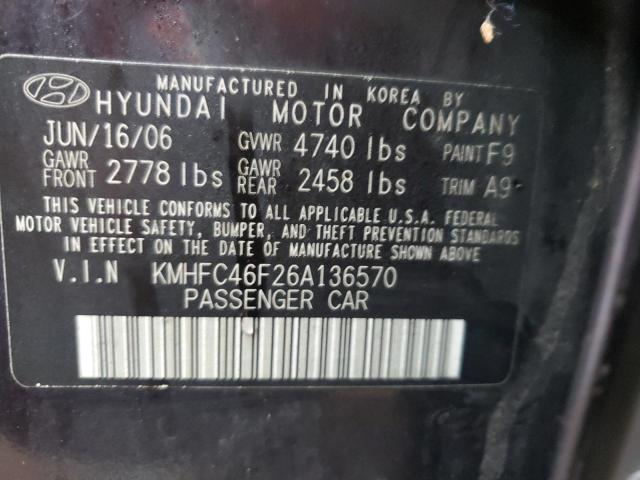 MANUFACTURED IN KOREA BY
HYUNDAI MOTOR COMPANY
JUN/16/06 GVWR 4740 lbs PAINT F9
GAWR FRONT 2778 lbs GAWR REAR 2458 lbs TRIM A9
THIS VEHICLE CONFORMS TO ALL APPLICABLE U.S.A. FEDERAL
MOTOR VEHICLE SAFETY, BUMPER, AND THEFT PREVENTION STANDARDS
IN EFFECT ON THE DATE OF MANUFACTURE SHOWN ABOVE
V.I.N KMHFC46F26A136570
PASSENGER CAR